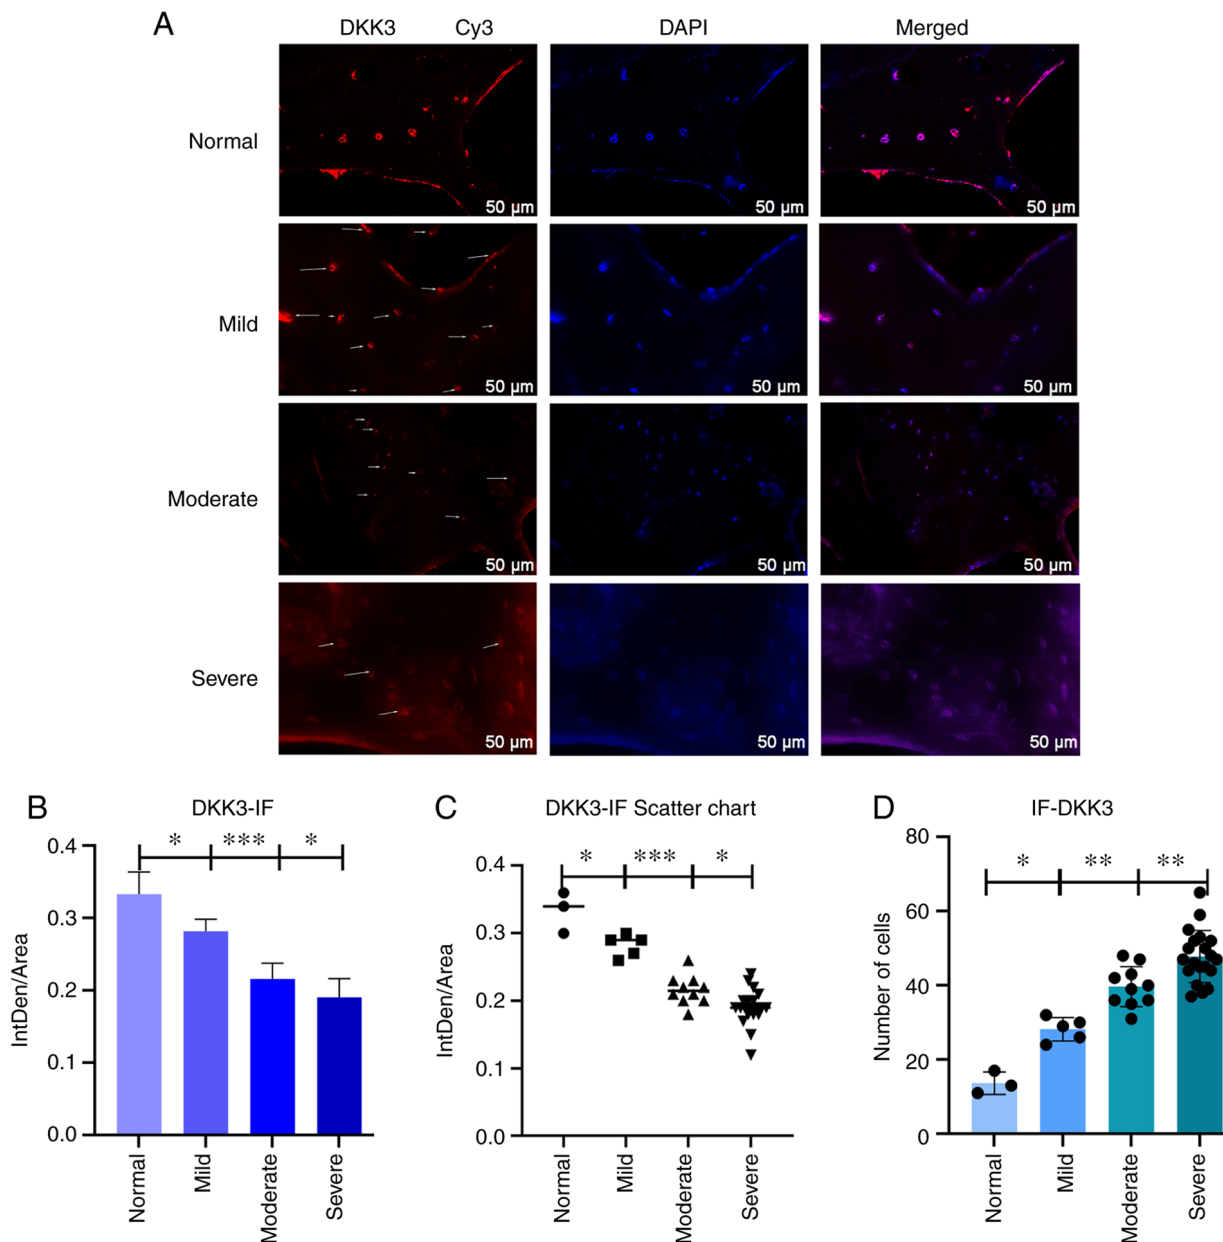 A
DKK3 Cy3 DAPI Merged
Normal
50 µm 50 µm 50 µm
Mild
50 µm 50 µm 50 µm
Moderate
50 µm 50 µm 50 µm
Severe
50 µm 50 µm 50 µm
B
DKK3-IF
* *** *
IntDen/Area
0.4
0.3
0.2
0.1
0.0
Normal
Mild
Moderate
Severe
C
DKK3-IF Scatter chart
* *** *
IntDen/Area
0.4
0.3
0.2
0.1
0.0
Normal
Mild
Moderate
Severe
D
IF-DKK3
* ** **
Number of cells
80
60
40
20
0
Normal
Mild
Moderate
Severe